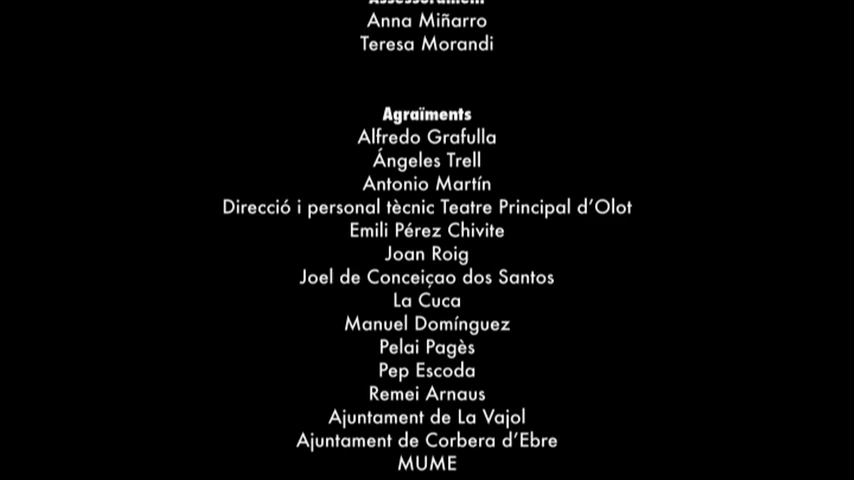 Assessorament
Anna Miñarro
Teresa Morandi
Agraïments
Alfredo Grafulla
Ángeles Trell
Antonio Martín
Direcció i personal tècnic Teatre Principal d’Olot
Emili Pérez Chivite
Joan Roig
Joel de Conceiçao dos Santos
La Cuca
Manuel Domínguez
Pelai Pagès
Pep Escoda
Remei Arnaus
Ajuntament de La Vajol
Ajuntament de Corbera d’Ebre
MUME